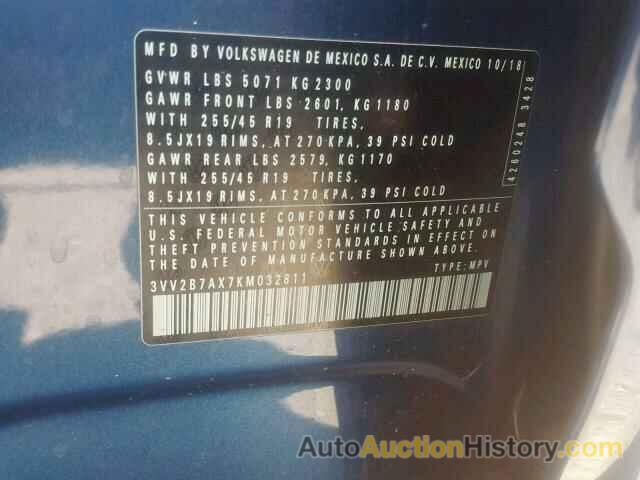 MFD BY VOLKSWAGEN DE MEXICO S.A. DE C.V. MEXICO 10/18
GVWR LBS 5071 KG 2300
GAWR FRONT LBS 2601, KG 1180
WITH 255/45 R19 TIRES,
8.5JX19 RIMS, AT 270 KPA, 39 PSI COLD
GAWR REAR LBS 2579, KG 1170
WITH 255/45 R19 TIRES,
8.5JX19 RIMS, AT 270 KPA, 39 PSI COLD
THIS VEHICLE CONFORMS TO ALL APPLICABLE
U.S. FEDERAL MOTOR VEHICLE SAFETY AND
THEFT PREVENTION STANDARDS IN EFFECT ON
THE DATE OF MANUFACTURE SHOWN ABOVE.
3VV2B7AX7KM032811 TYPE: MPV
4260248 3428
AutoAuctionHistory.com